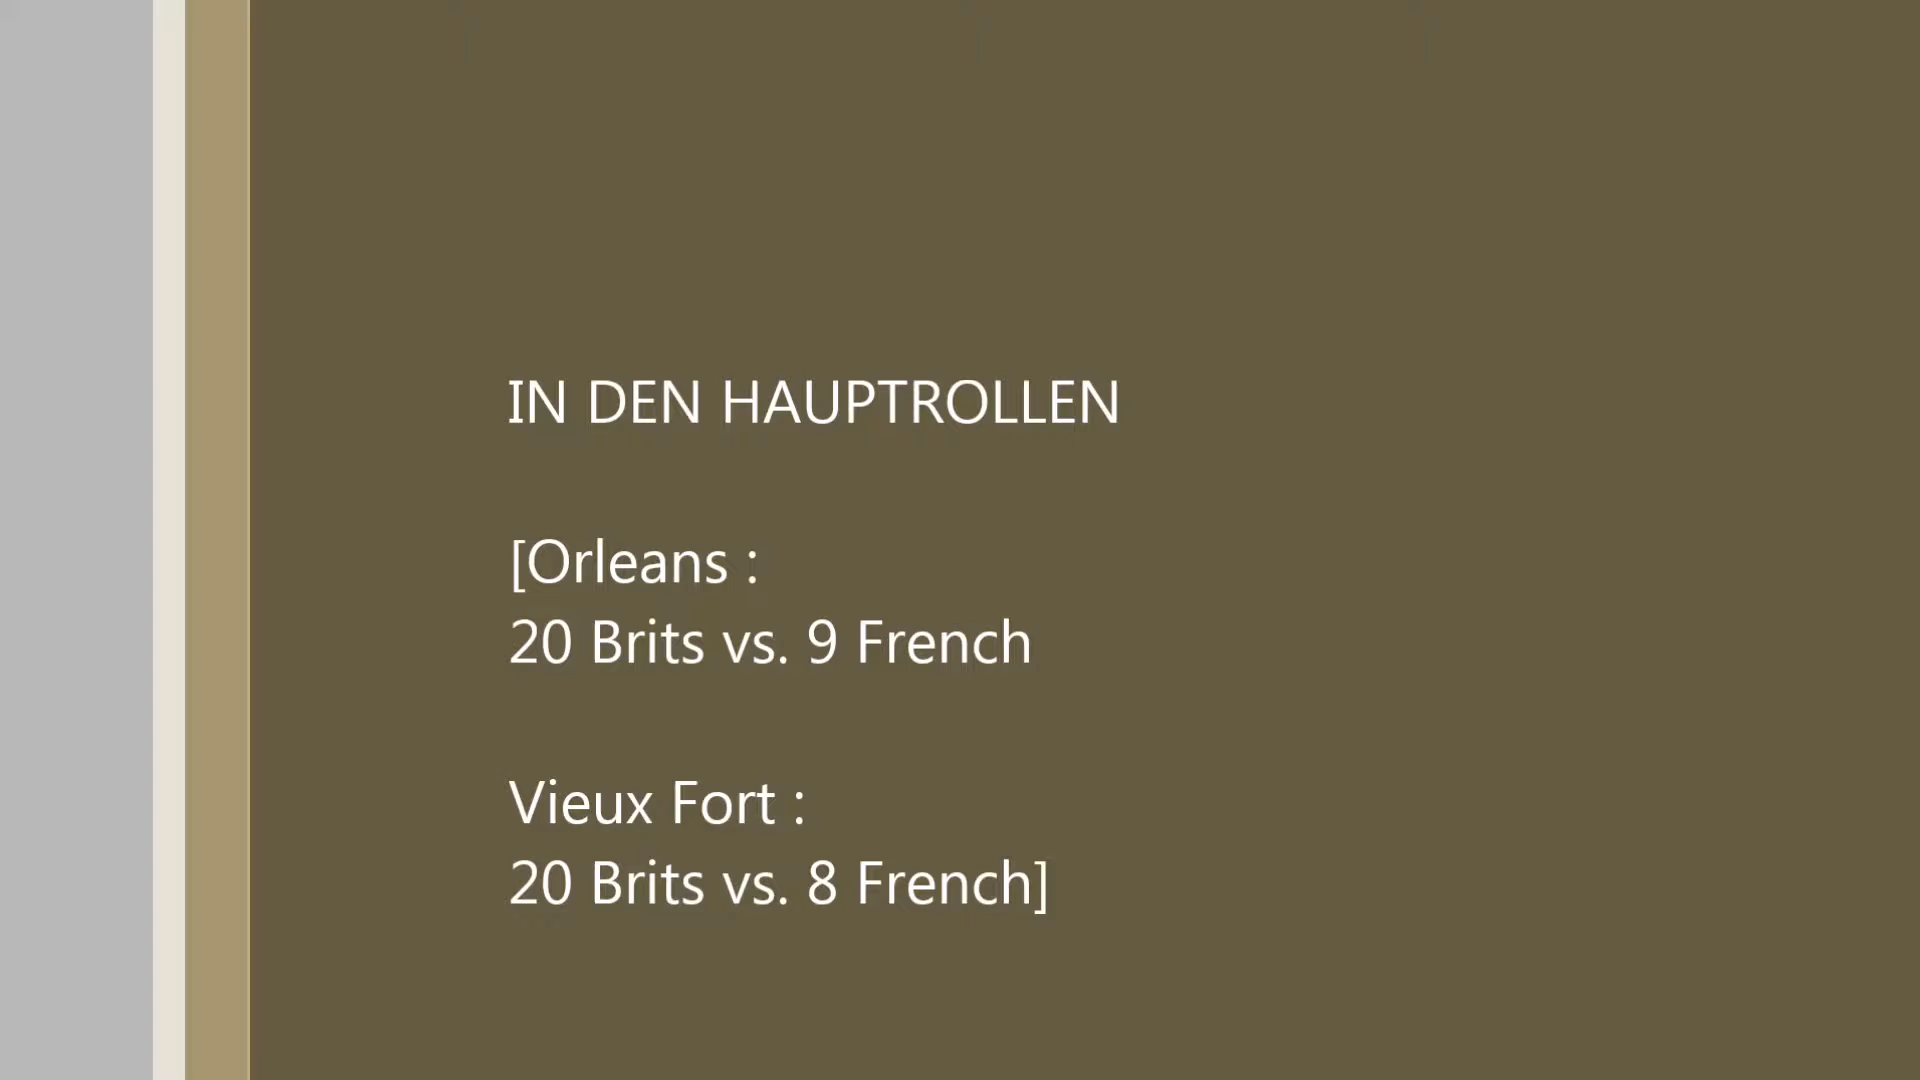 IN DEN HAUPTROLLEN
[Orleans :
20 Brits vs. 9 French
Vieux Fort :
20 Brits vs. 8 French]